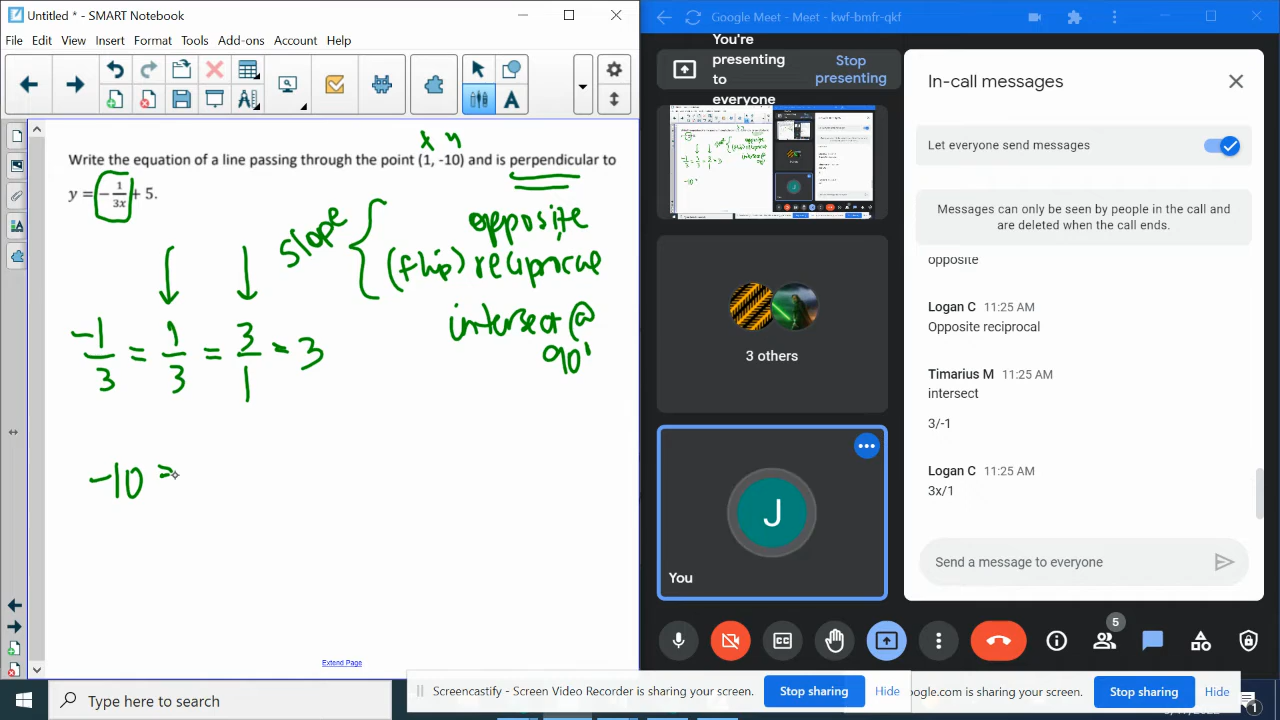 Untitled * - SMART Notebook
File Edit View Insert Format Tools Add-ons Account Help
A
x y
Write the equation of a line passing through the point (1, -10) and is perpendicular to
y = - 1/3x + 5.
slope
opposite
(flip) reciprocal
intersect @
90°
-1/3 = 1/3 = 3/1 = 3
-10 =
Extend Page
Google Meet - kwf-bmfr-qkf
You're
presenting
to
everyone
Stop
presenting
3 others
J
You
In-call messages
Let everyone send messages
Messages can only be seen by people in the call and
are deleted when the call ends.
opposite
Logan C 11:25 AM
Opposite reciprocal
Timarius M 11:25 AM
intersect
3/-1
Logan C 11:25 AM
3x/1
Send a message to everyone
5
Screencastify - Screen Video Recorder is sharing your screen. Stop sharing Hide
oogle.com is sharing your screen. Stop sharing Hide
Type here to search
1